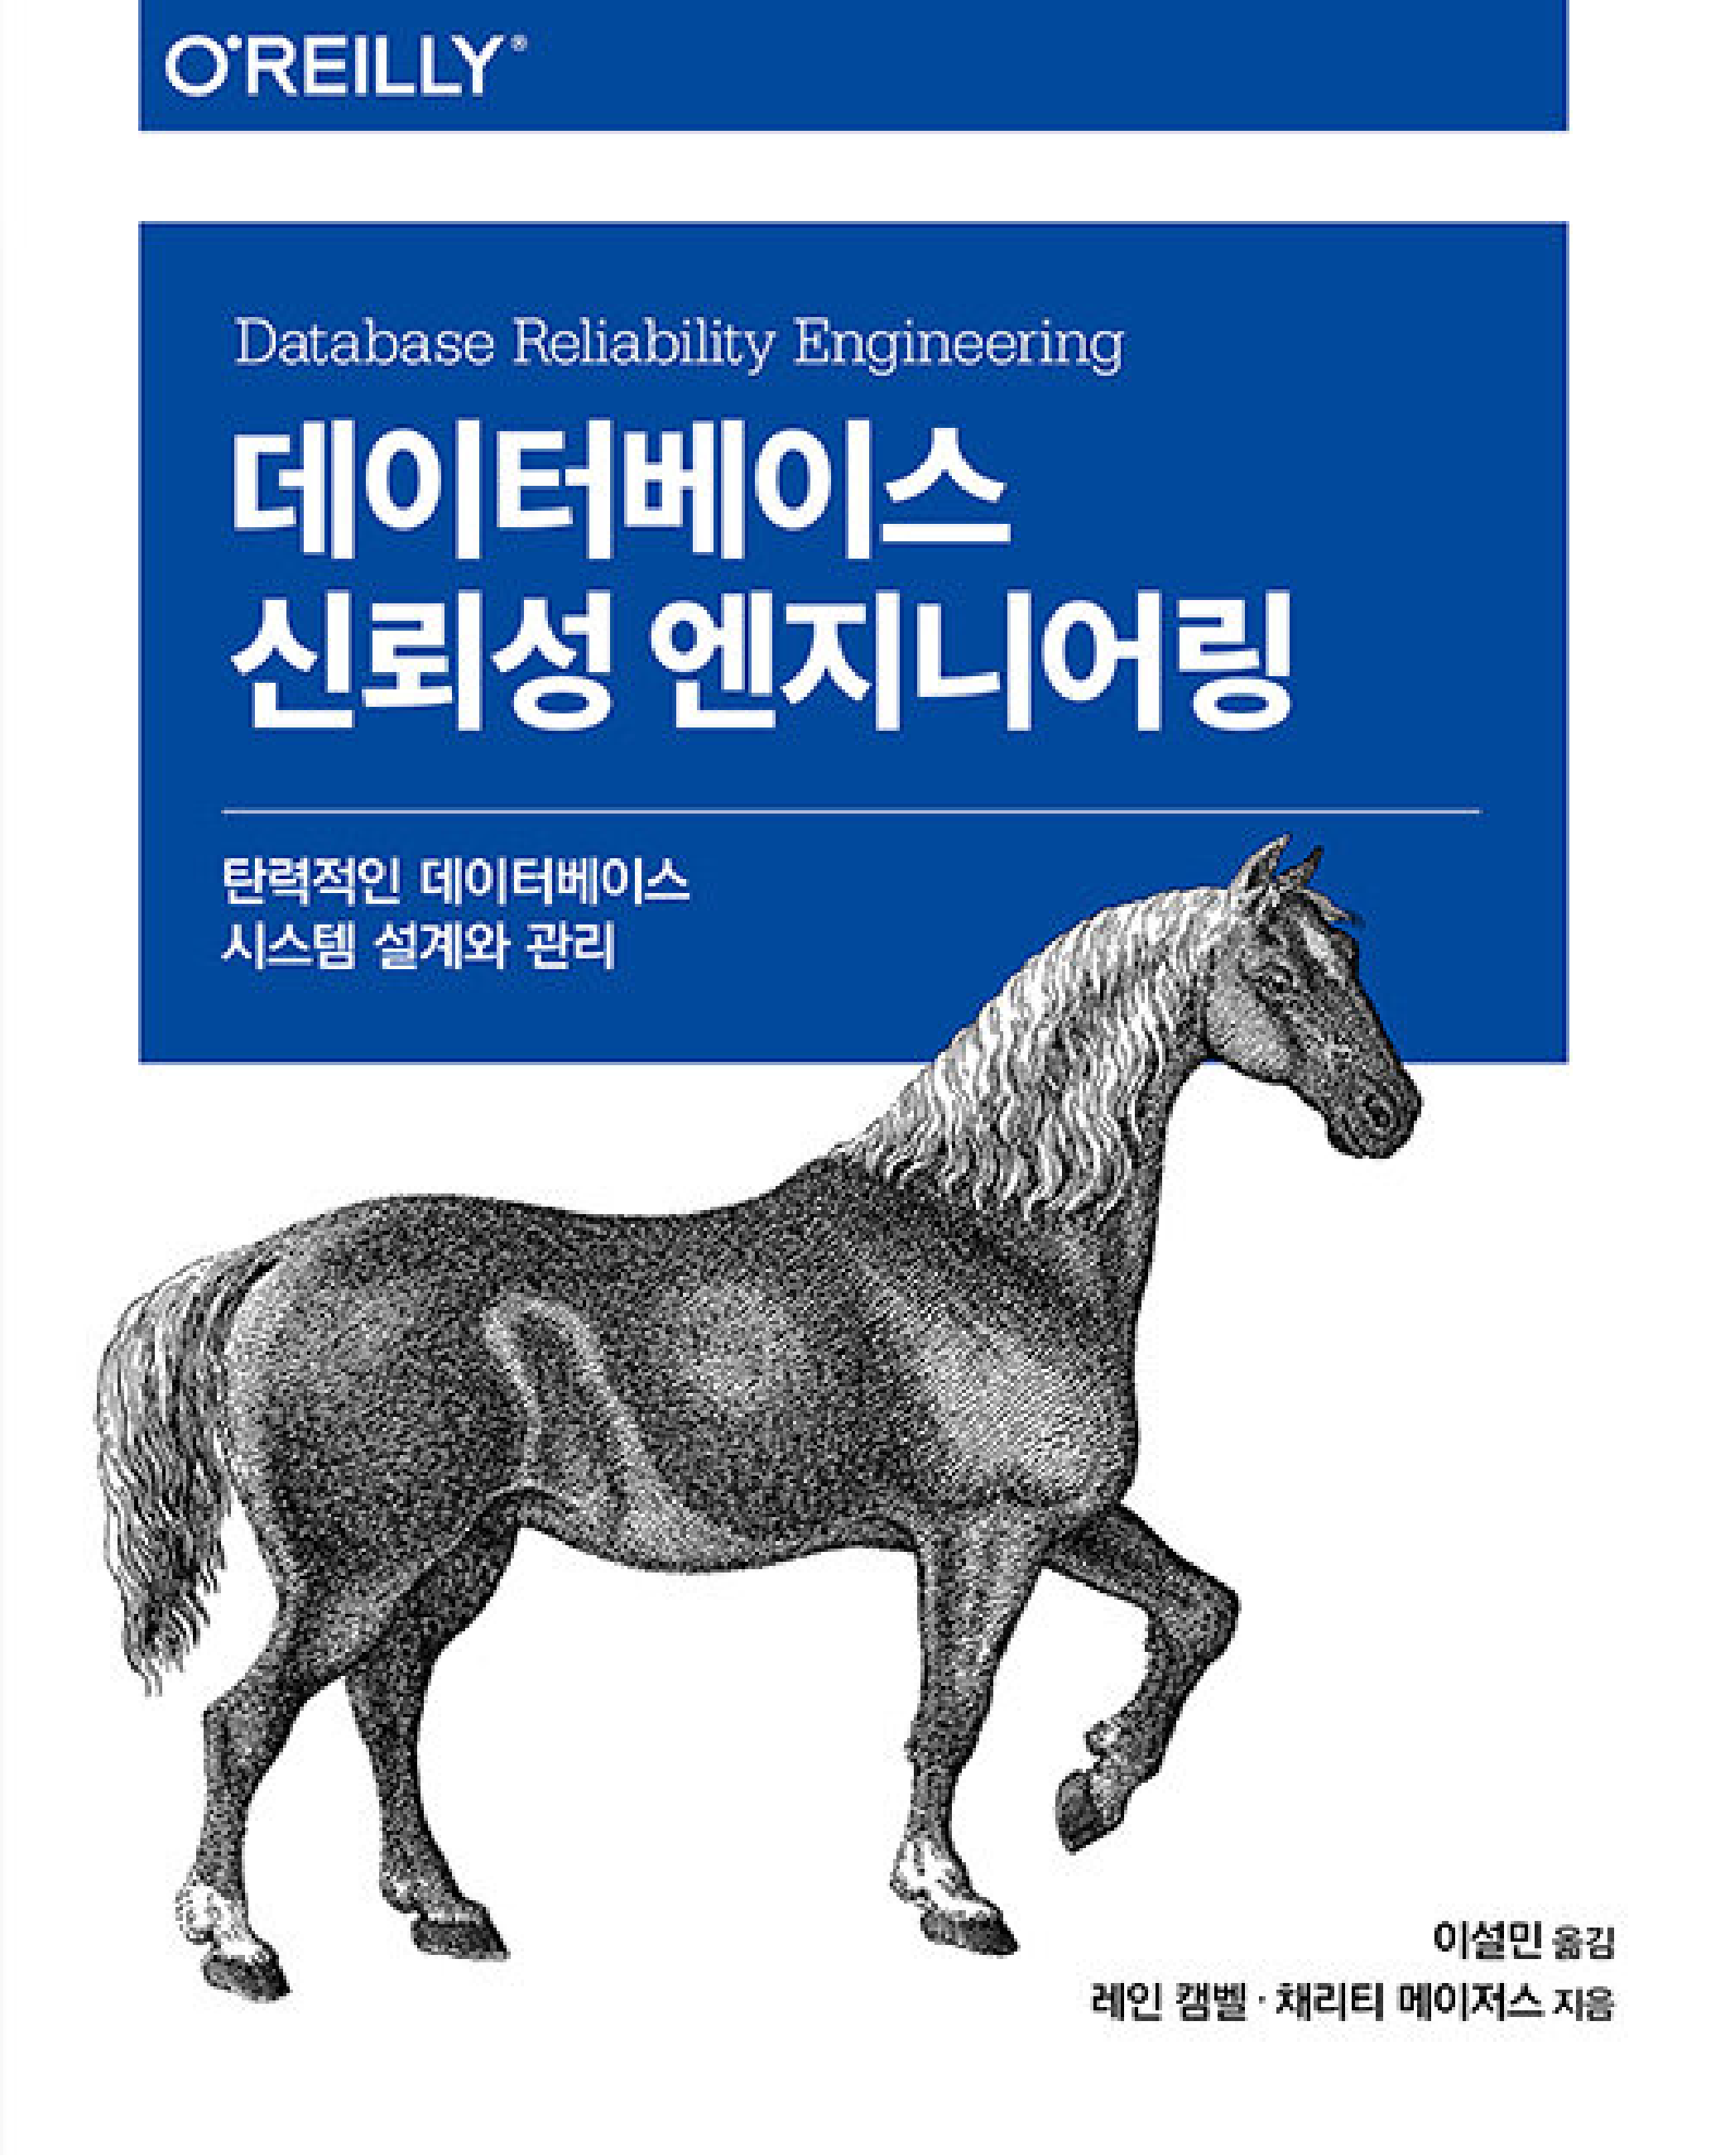 O'REILLY®
Database Reliability Engineering
데이터베이스
신뢰성 엔지니어링
탄력적인 데이터베이스
시스템 설계와 관리
이설민 옮김
레인 캠벨 · 채리티 메이저스 지음